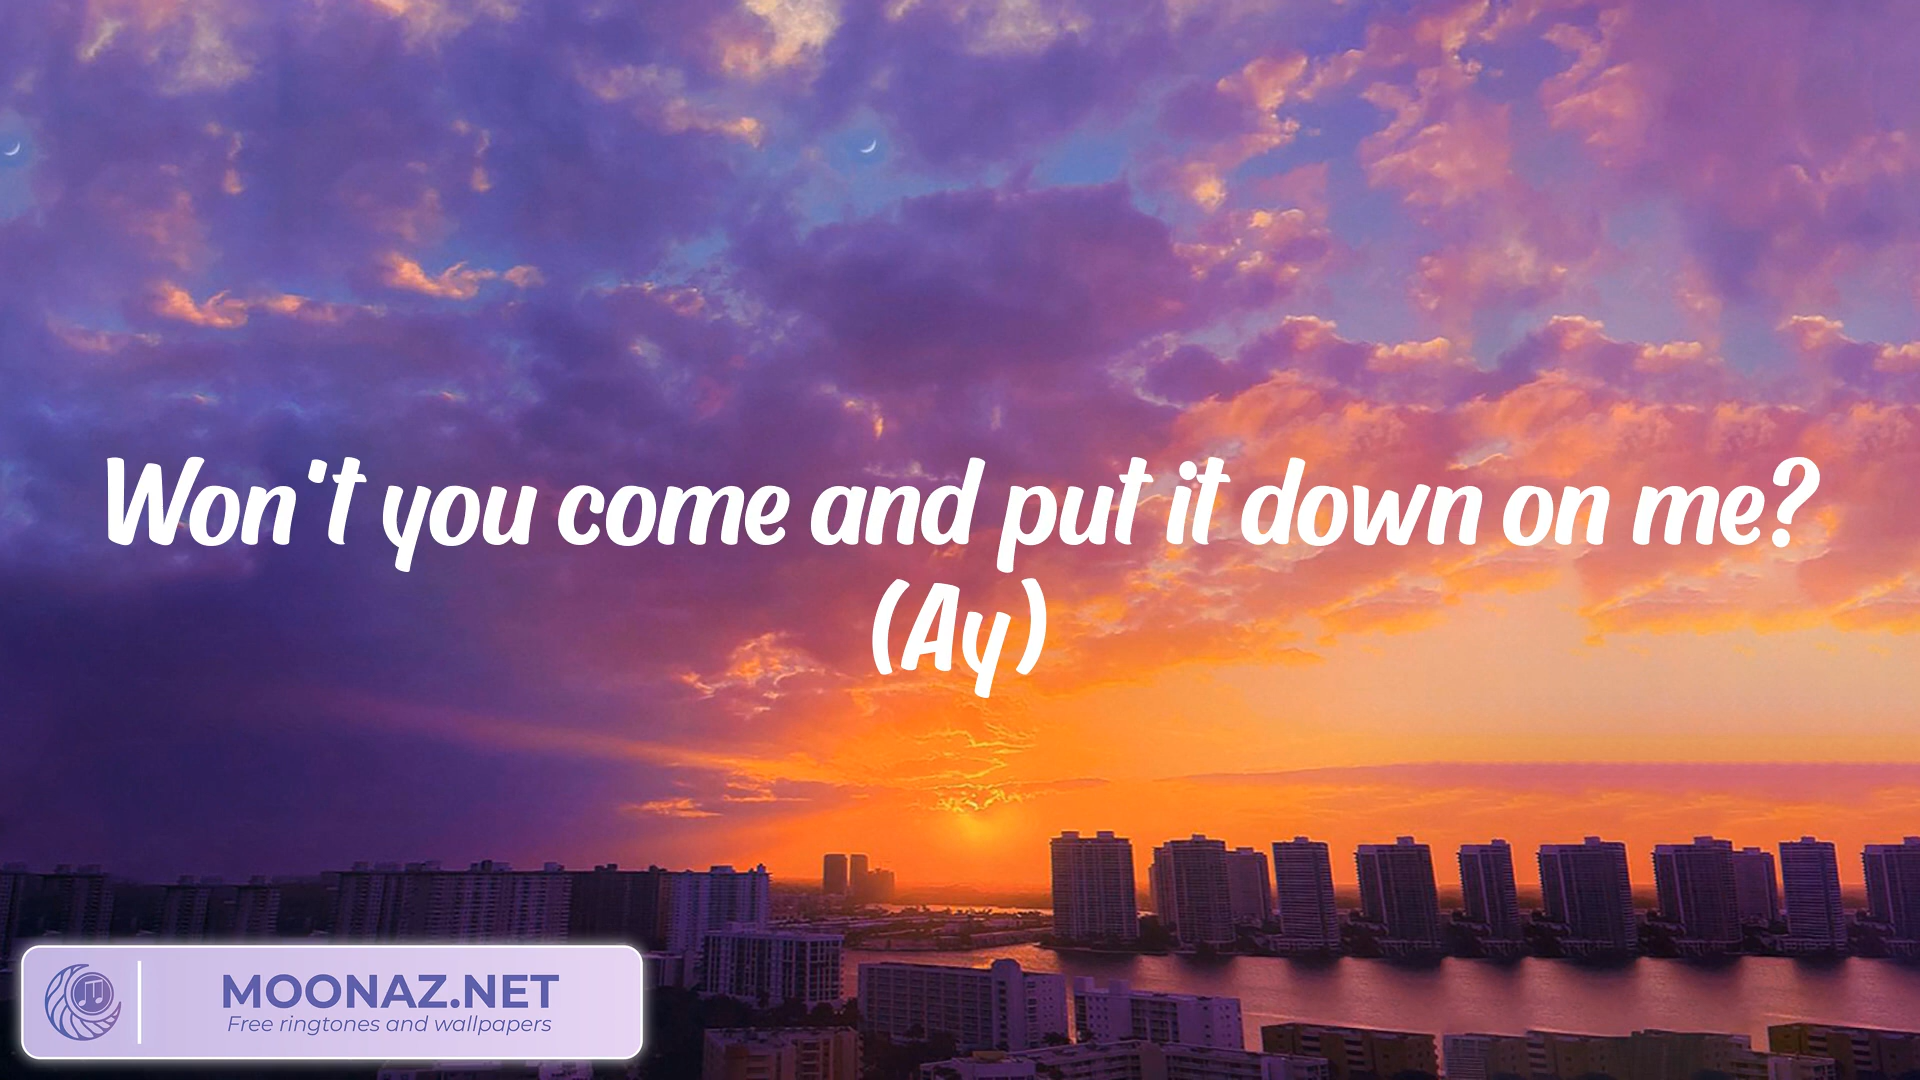 Won't you come and put it down on me?
(Ay)
MOONAZ.NET
Free ringtones and wallpapers